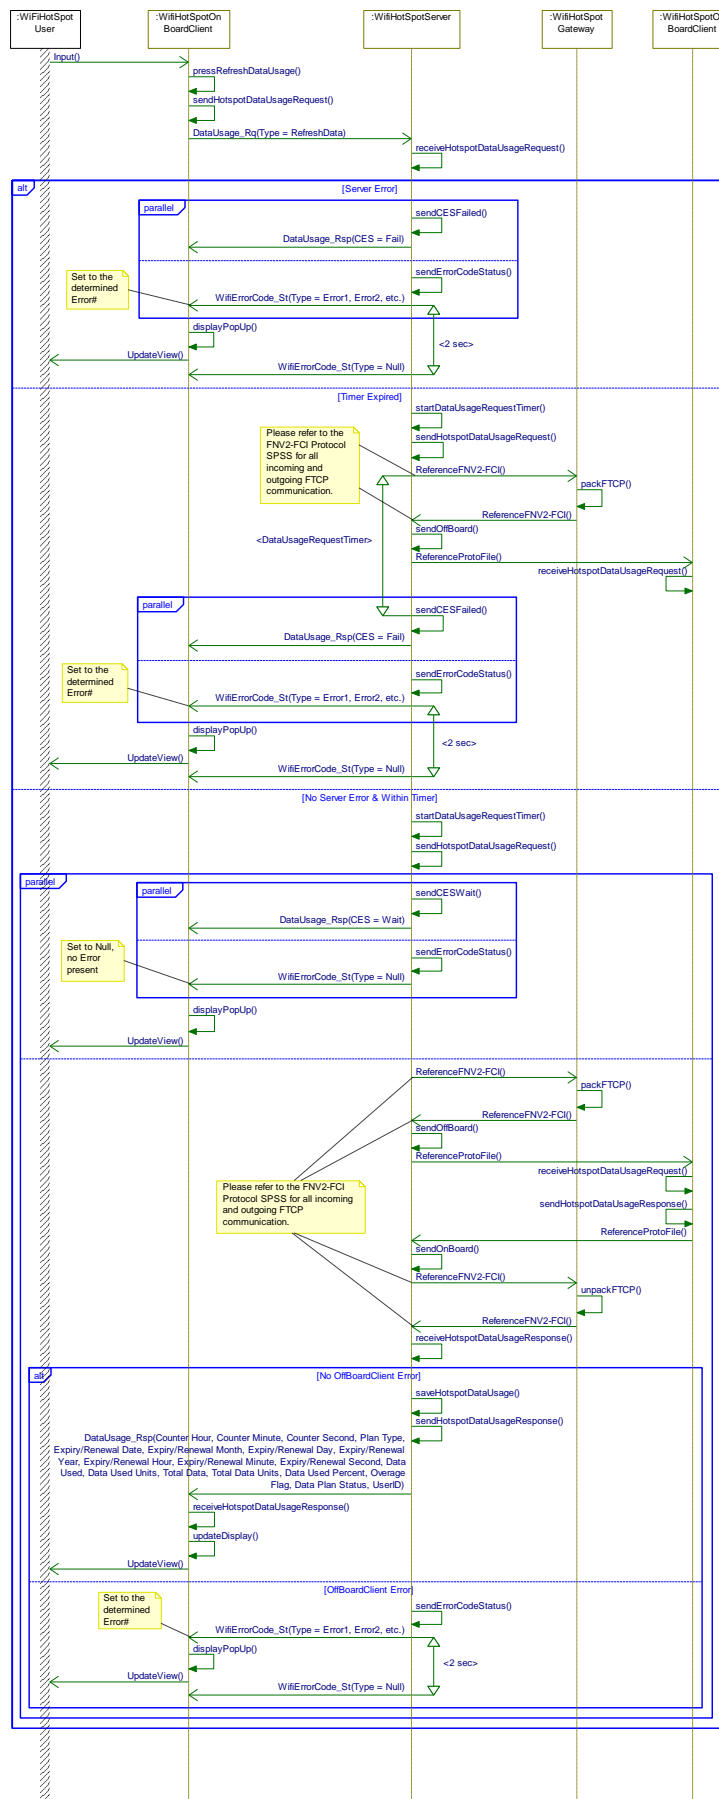 :WiFiHotSpot
User
:WifiHotSpotOn
BoardClient
:WifiHotSpotServer
:WifiHotSpot
Gateway
:WifiHotSpotO
BoardClient
Input()
pressRefreshDataUsage()
sendHotspotDataUsageRequest()
DataUsage_Rq(Type = RefreshData)
receiveHotspotDataUsageRequest()
alt
[Server Error]
parallel
sendCESFailed()
DataUsage_Rsp(CES = Fail)
sendErrorCodeStatus()
Set to the
determined
Error#
WifiErrorCode_St(Type = Error1, Error2, etc.)
displayPopUp()
<2 sec>
UpdateView()
WifiErrorCode_St(Type = Null)
[Timer Expired]
startDataUsageRequestTimer()
Please refer to the
FNV2-FCI Protocol
SPSS for all
incoming and
outgoing FTCP
communication.
sendHotspotDataUsageRequest()
ReferenceFNV2-FCI()
packFTCP()
ReferenceFNV2-FCI()
sendOffBoard()
<DataUsageRequestTimer>
ReferenceProtoFile()
receiveHotspotDataUsageRequest()
parallel
sendCESFailed()
DataUsage_Rsp(CES = Fail)
sendErrorCodeStatus()
Set to the
determined
Error#
WifiErrorCode_St(Type = Error1, Error2, etc.)
displayPopUp()
<2 sec>
UpdateView()
WifiErrorCode_St(Type = Null)
[No Server Error & Within Timer]
startDataUsageRequestTimer()
sendHotspotDataUsageRequest()
parallel
parallel
sendCESWait()
DataUsage_Rsp(CES = Wait)
Set to Null,
no Error
present
sendErrorCodeStatus()
WifiErrorCode_St(Type = Null)
displayPopUp()
UpdateView()
ReferenceFNV2-FCI()
packFTCP()
ReferenceFNV2-FCI()
sendOffBoard()
ReferenceProtoFile()
receiveHotspotDataUsageRequest()
Please refer to the FNV2-FCI
Protocol SPSS for all incoming
and outgoing FTCP
communication.
sendHotspotDataUsageResponse()
ReferenceProtoFile()
sendOnBoard()
ReferenceFNV2-FCI()
unpackFTCP()
ReferenceFNV2-FCI()
receiveHotspotDataUsageResponse()
alt
[No OffBoardClient Error]
saveHotspotDataUsage()
sendHotspotDataUsageResponse()
DataUsage_Rsp(Counter Hour, Counter Minute, Counter Second, Plan Type,
Expiry/Renewal Date, Expiry/Renewal Month, Expiry/Renewal Day, Expiry/Renewal
Year, Expiry/Renewal Hour, Expiry/Renewal Minute, Expiry/Renewal Second, Data
Used, Data Used Units, Total Data, Total Data Units, Data Used Percent, Overage
Flag, Data Plan Status, UserID)
receiveHotspotDataUsageResponse()
updateDisplay()
UpdateView()
[OffBoardClient Error]
Set to the
determined
Error#
sendErrorCodeStatus()
WifiErrorCode_St(Type = Error1, Error2, etc.)
displayPopUp()
<2 sec>
UpdateView()
WifiErrorCode_St(Type = Null)